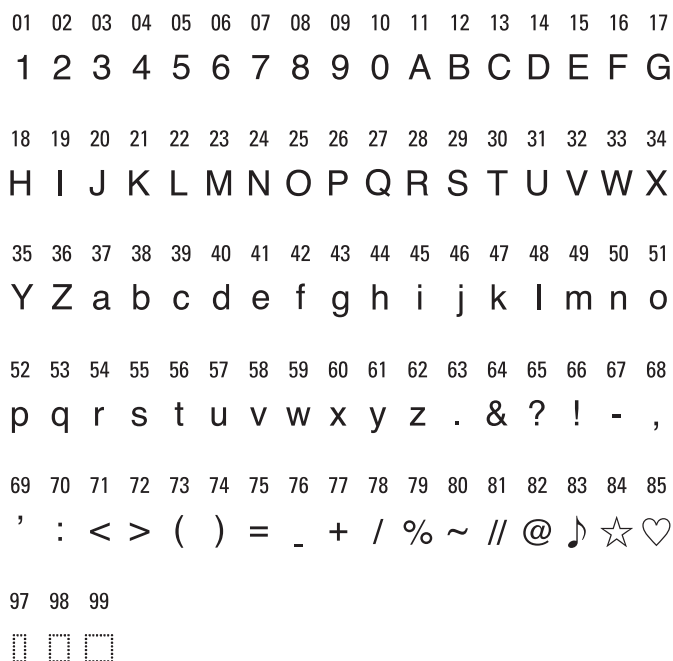 01 02 03 04 05 06 07 08 09 10 11 12 13 14 15 16 17
1 2 3 4 5 6 7 8 9 0 A B C D E F G
18 19 20 21 22 23 24 25 26 27 28 29 30 31 32 33 34
H I J K L M N O P Q R S T U V W X
35 36 37 38 39 40 41 42 43 44 45 46 47 48 49 50 51
Y Z a b c d e f g h i j k l m n o
52 53 54 55 56 57 58 59 60 61 62 63 64 65 66 67 68
p q r s t u v w x y z . & ? ! - ,
69 70 71 72 73 74 75 76 77 78 79 80 81 82 83 84 85
’ : < > ( ) = _ + / % ~ // @ ♪ ☆ ♡
97 98 99